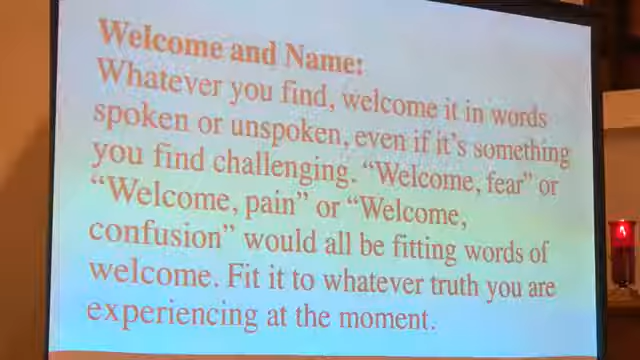 Welcome and Name:
Whatever you find, welcome it in words
spoken or unspoken, even if it's something
you find challenging. “Welcome, fear” or
“Welcome, pain” or “Welcome,
confusion” would all be fitting words of
welcome. Fit it to whatever truth you are
experiencing at the moment.